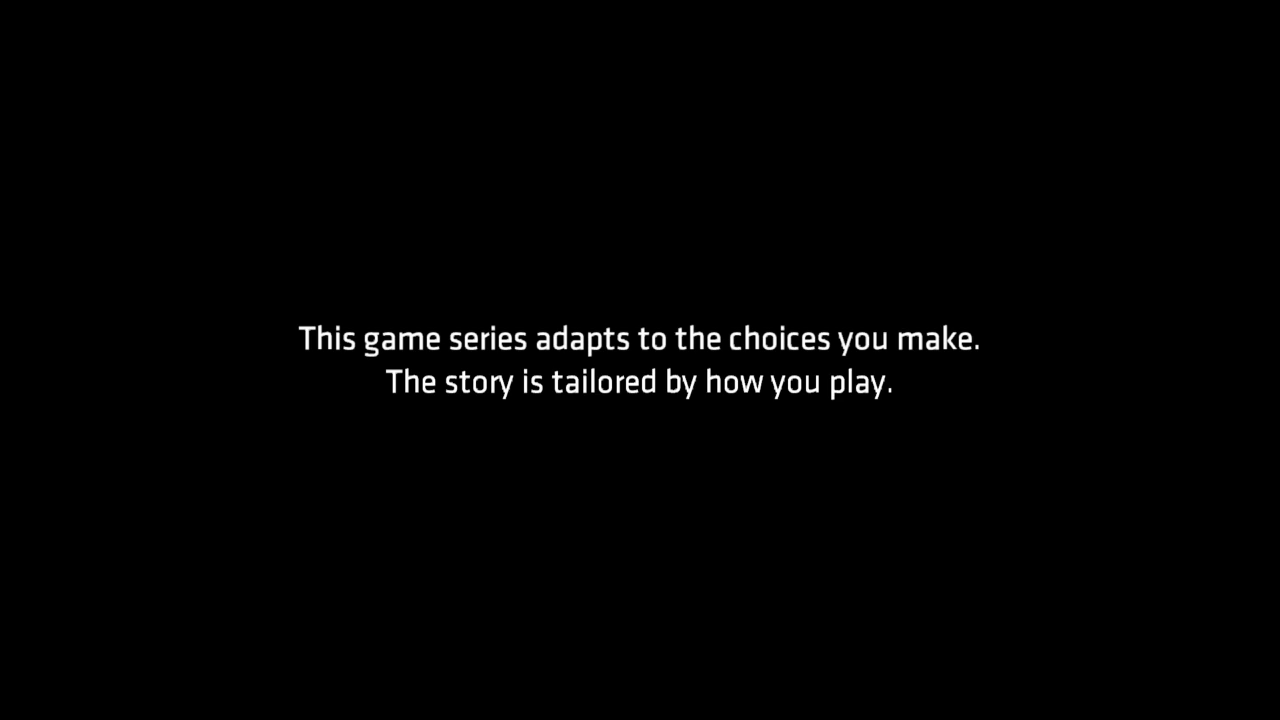 This game series adapts to the choices you make.
The story is tailored by how you play.